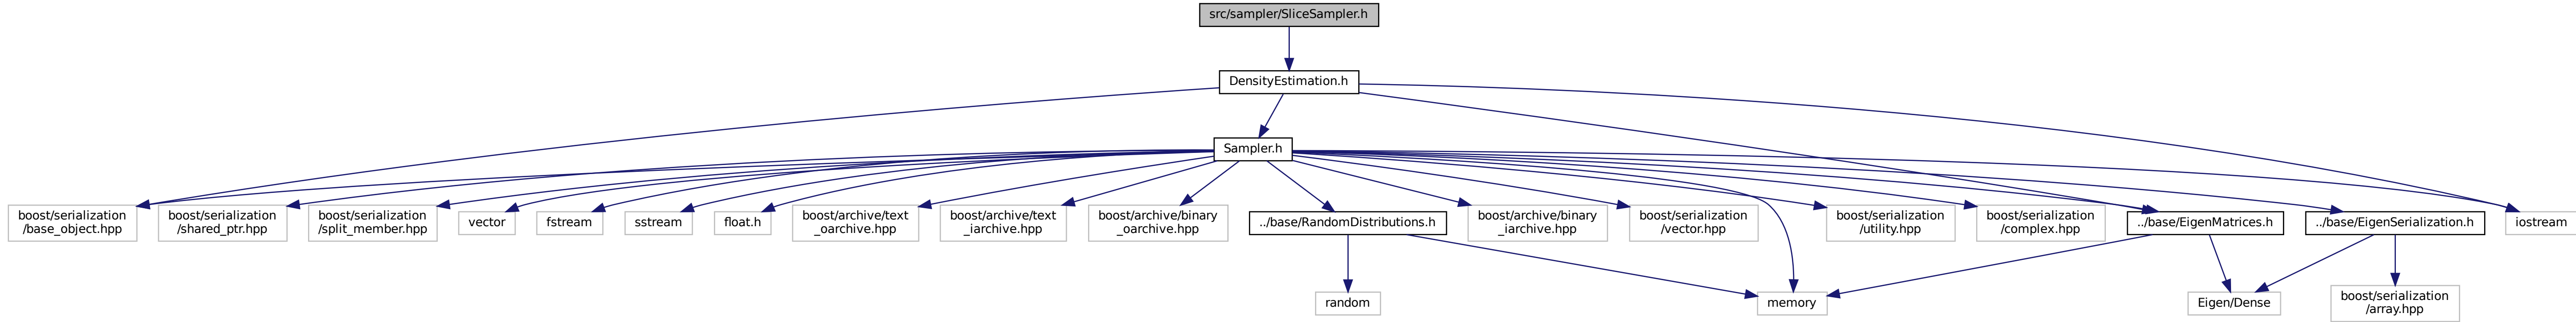 src/sampler/SliceSampler.h
DensityEstimation.h
Sampler.h
boost/serialization
/base_object.hpp
boost/serialization
/shared_ptr.hpp
boost/serialization
/split_member.hpp
vector
fstream
sstream
float.h
boost/archive/text
_oarchive.hpp
boost/archive/text
_iarchive.hpp
boost/archive/binary
_oarchive.hpp
../base/RandomDistributions.h
boost/archive/binary
_iarchive.hpp
boost/serialization
/vector.hpp
boost/serialization
/utility.hpp
boost/serialization
/complex.hpp
../base/EigenMatrices.h
../base/EigenSerialization.h
iostream
random
memory
Eigen/Dense
boost/serialization
/array.hpp